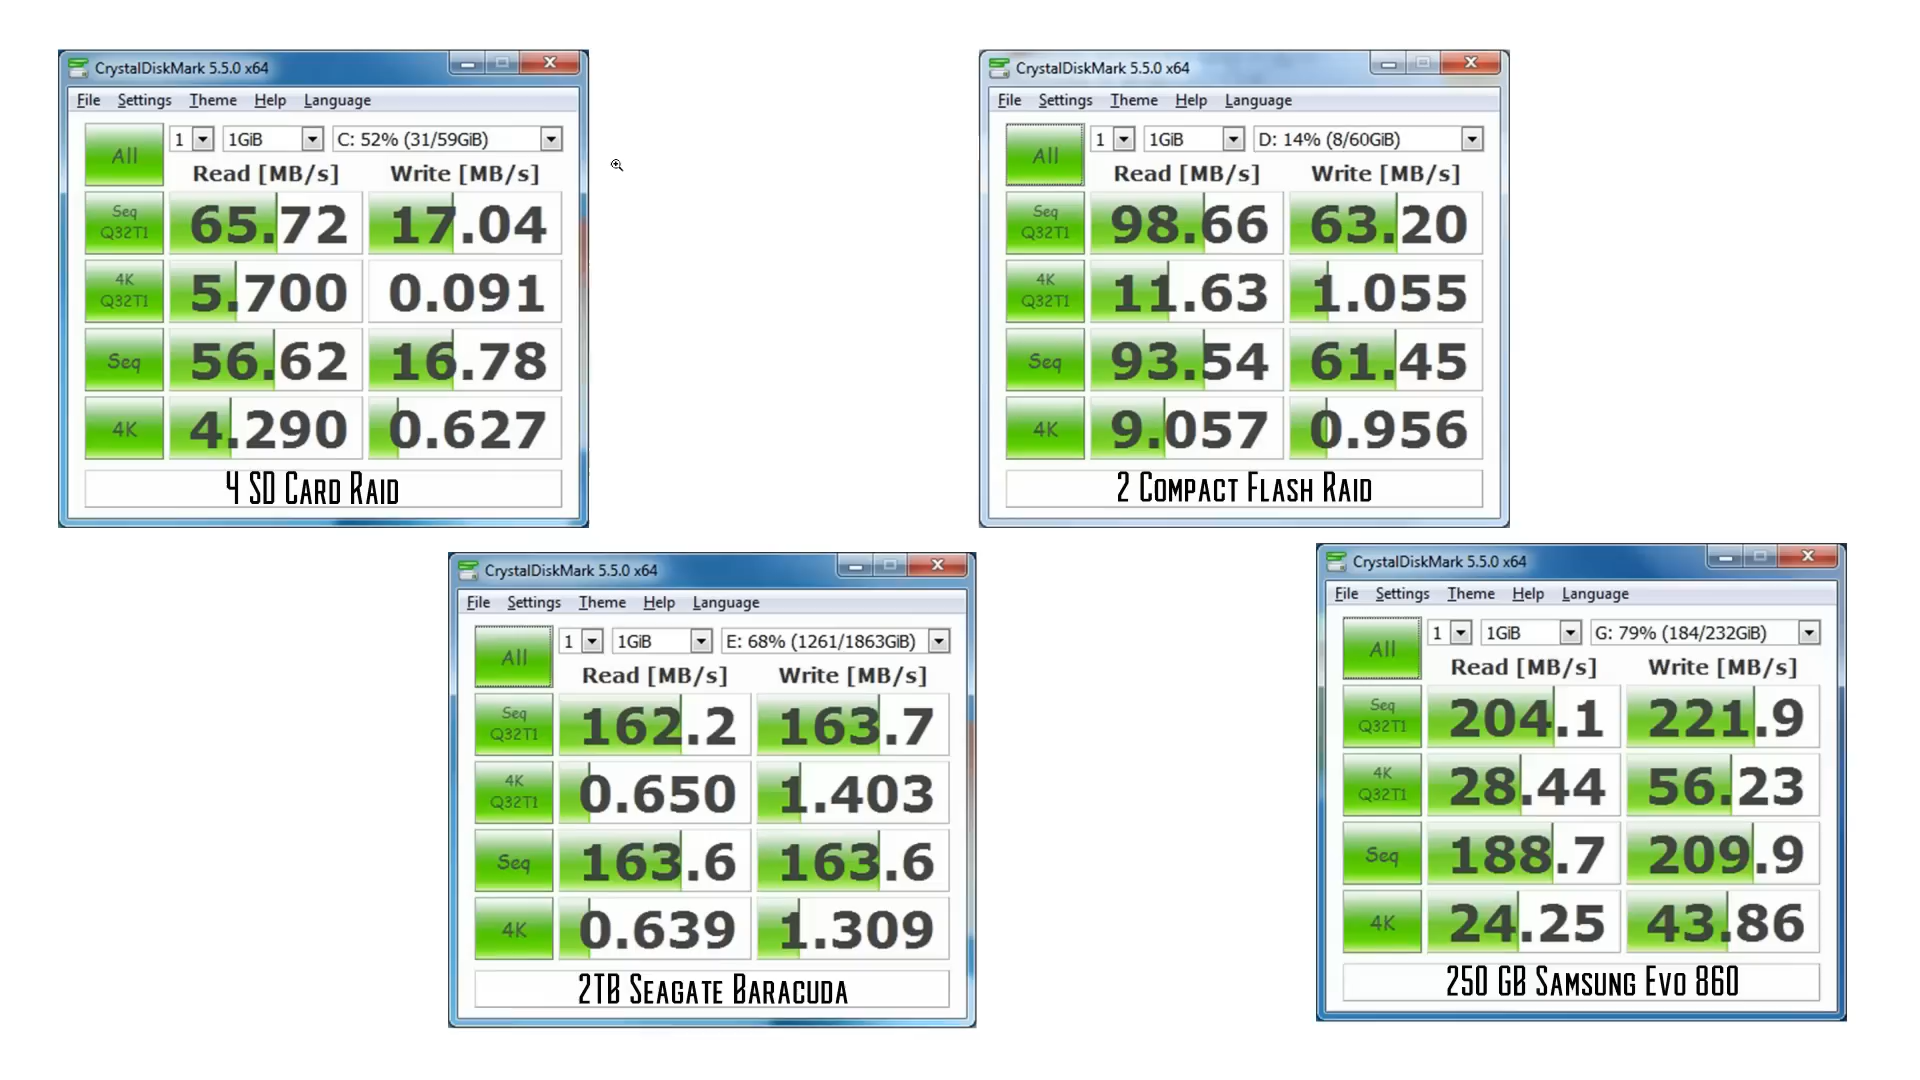 CrystalDiskMark 5.5.0 x64
File Settings Theme Help Language
All 1 1GiB C: 52% (31/59GiB)
Read [MB/s] Write [MB/s]
Seq Q32T1 65.72 17.04
4K Q32T1 5.700 0.091
Seq 56.62 16.78
4K 4.290 0.627
4 SD Card Raid
CrystalDiskMark 5.5.0 x64
File Settings Theme Help Language
All 1 1GiB D: 14% (8/60GiB)
Read [MB/s] Write [MB/s]
Seq Q32T1 98.66 63.20
4K Q32T1 11.63 1.055
Seq 93.54 61.45
4K 9.057 0.956
2 Compact Flash Raid
CrystalDiskMark 5.5.0 x64
File Settings Theme Help Language
All 1 1GiB E: 68% (1261/1863GiB)
Read [MB/s] Write [MB/s]
Seq Q32T1 162.2 163.7
4K Q32T1 0.650 1.403
Seq 163.6 163.6
4K 0.639 1.309
2TB Seagate Baracuda
CrystalDiskMark 5.5.0 x64
File Settings Theme Help Language
All 1 1GiB G: 79% (184/232GiB)
Read [MB/s] Write [MB/s]
Seq Q32T1 204.1 221.9
4K Q32T1 28.44 56.23
Seq 188.7 209.9
4K 24.25 43.86
250 GB Samsung Evo 860